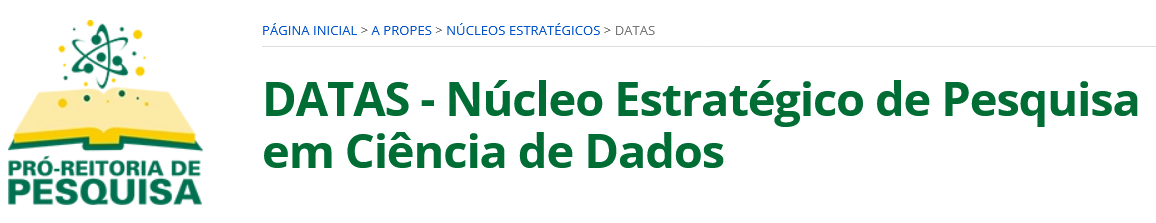 PÁGINA INICIAL > A PROPES > NÚCLEOS ESTRATÉGICOS > DATAS
DATAS - Núcleo Estratégico de Pesquisa
em Ciência de Dados
PRÓ-REITORIA DE
PESQUISA